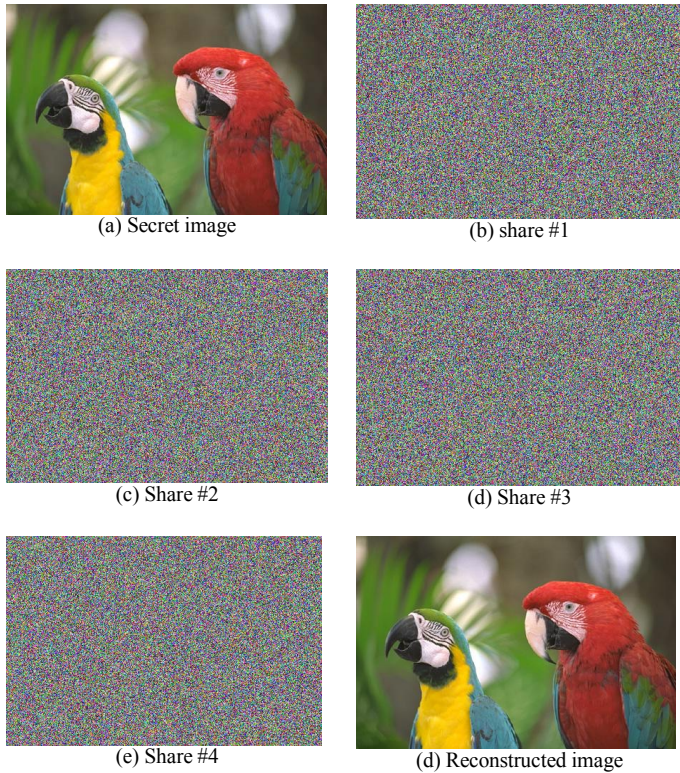 (a) Secret image
(b) share #1
(c) Share #2
(d) Share #3
(e) Share #4
(d) Reconstructed image